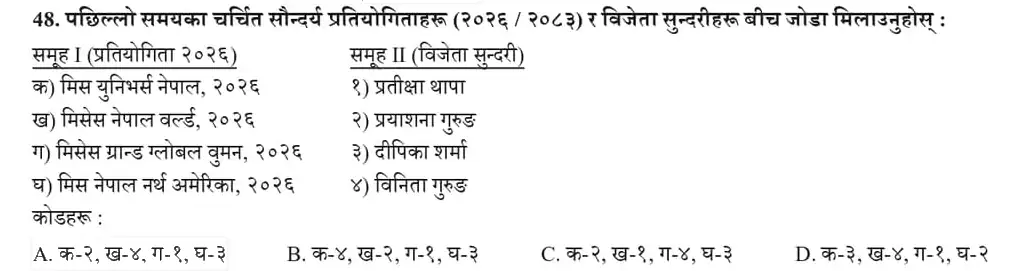 48. पछिल्लो समयका चर्चित सौन्दर्य प्रतियोगिताहरू (२०२६ / २०८३) र विजेता सुन्दरीहरू बीच जोडा मिलाउनुहोस् :
समूह I (प्रतियोगिता २०२६) समूह II (विजेता सुन्दरी)
क) मिस युनिभर्स नेपाल, २०२६ १) प्रतीक्षा थापा
ख) मिसेस नेपाल वर्ल्ड, २०२६ २) प्रयाशना गुरुङ
ग) मिसेस ग्रान्ड ग्लोबल वुमन, २०२६ ३) दीपिका शर्मा
घ) मिस नेपाल नर्थ अमेरिका, २०२६ ४) विनिता गुरुङ
कोडहरू :
A. क-२, ख-४, ग-१, घ-३ B. क-४, ख-२, ग-१, घ-३ C. क-२, ख-१, ग-४, घ-३ D. क-३, ख-४, ग-१, घ-२